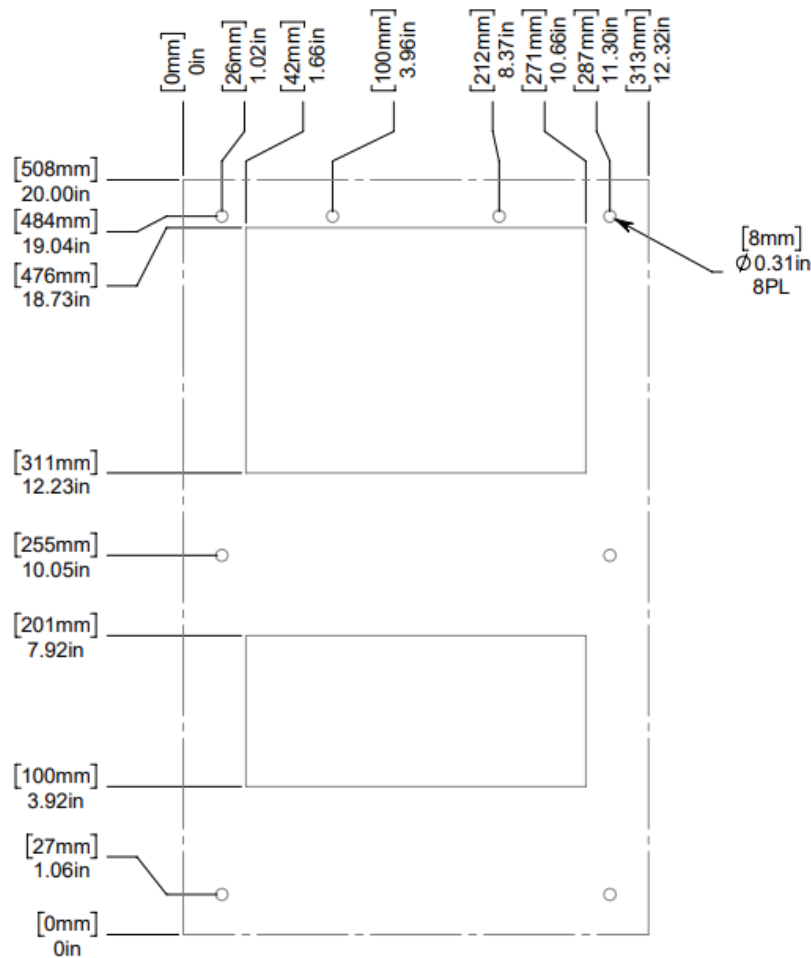 [0mm]
0in
[26mm]
1.02in
[42mm]
1.66in
[100mm]
3.96in
[212mm]
8.37in
[271mm]
10.66in
[287mm]
11.30in
[313mm]
12.32in
[508mm]
20.00in
[484mm]
19.04in
[476mm]
18.73in
[8mm]
Ø0.31in
8PL
[311mm]
12.23in
[255mm]
10.05in
[201mm]
7.92in
[100mm]
3.92in
[27mm]
1.06in
[0mm]
0in